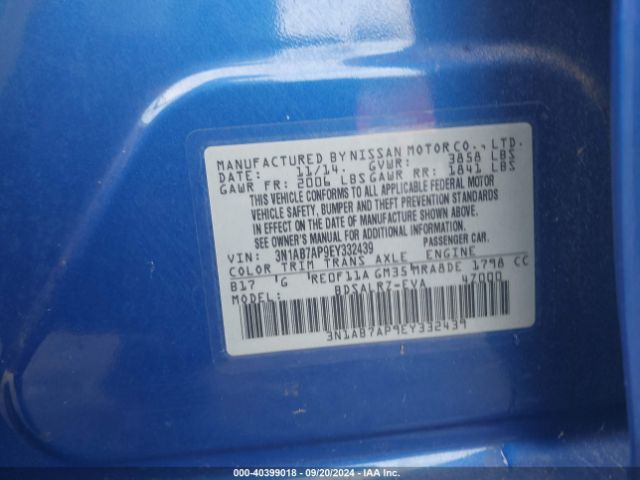 MANUFACTURED BY NISSAN MOTOR CO., LTD.
DATE: 11/14. GVWR: 3858 LBS
GAWR FR: 2006 LBS GAWR RR: 1841 LBS
THIS VEHICLE CONFORMS TO ALL APPLICABLE FEDERAL MOTOR
VEHICLE SAFETY, BUMPER AND THEFT PREVENTION STANDARDS
IN EFFECT ON THE DATE OF MANUFACTURE SHOWN ABOVE.
SEE OWNER'S MANUAL FOR ADDITIONAL INFORMATION.
VIN: 3N1AB7AP9EY332439 PASSENGER CAR.
COLOR TRIM TRANS AXLE ENGINE
B17 'G 'RE0F11A GM35 MRA8DE 1798 CC
MODEL: BDSALR7-EVA 47000
3N1AB7AP9EY332439
000-40399018 - 09/20/2024 - IAA Inc.